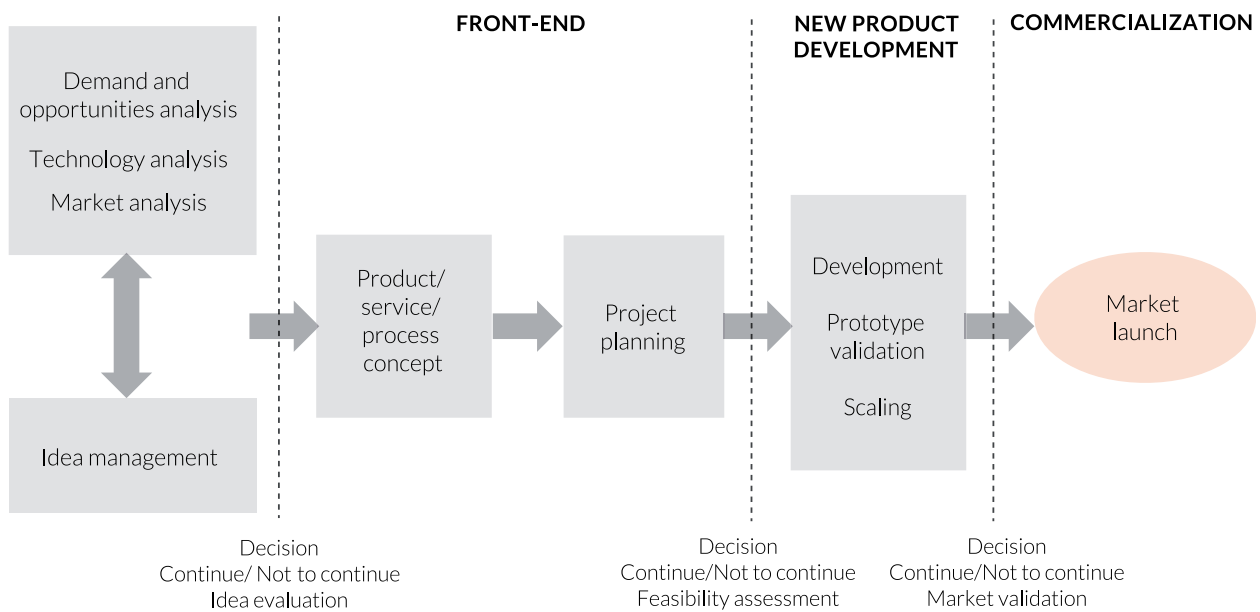 FRONT-END
NEW PRODUCT
DEVELOPMENT
COMMERCIALIZATION
Demand and
opportunities analysis
Technology analysis
Market analysis
Idea management
Product/
service/
process
concept
Project
planning
Development
Prototype
validation
Scaling
Market
launch
Decision
Continue/ Not to continue
Idea evaluation
Decision
Continue/Not to continue
Feasibility assessment
Decision
Continue/Not to continue
Market validation